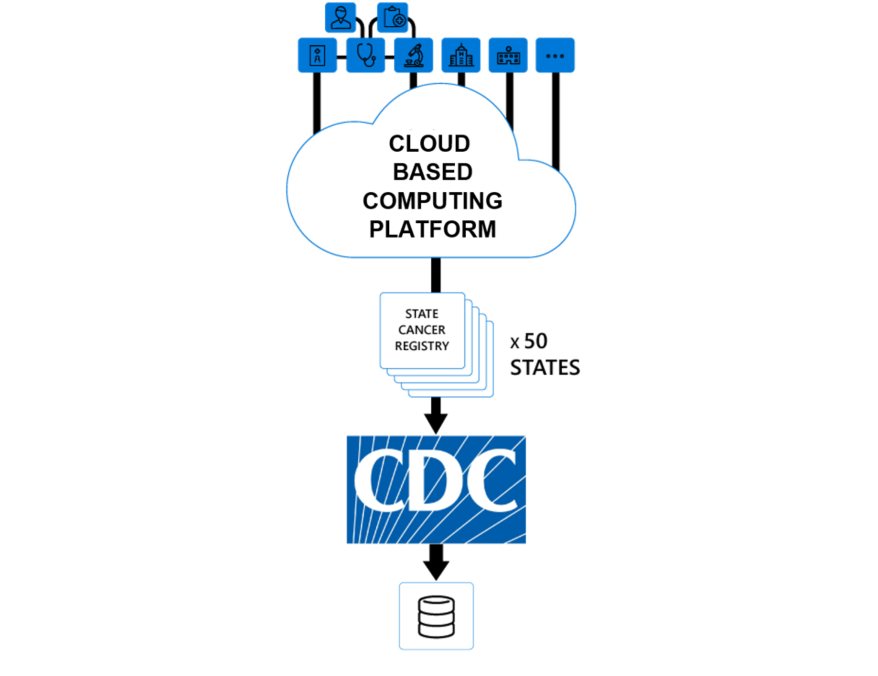 CLOUD
BASED
COMPUTING
PLATFORM
STATE
CANCER
REGISTRY
x 50
STATES
CDC